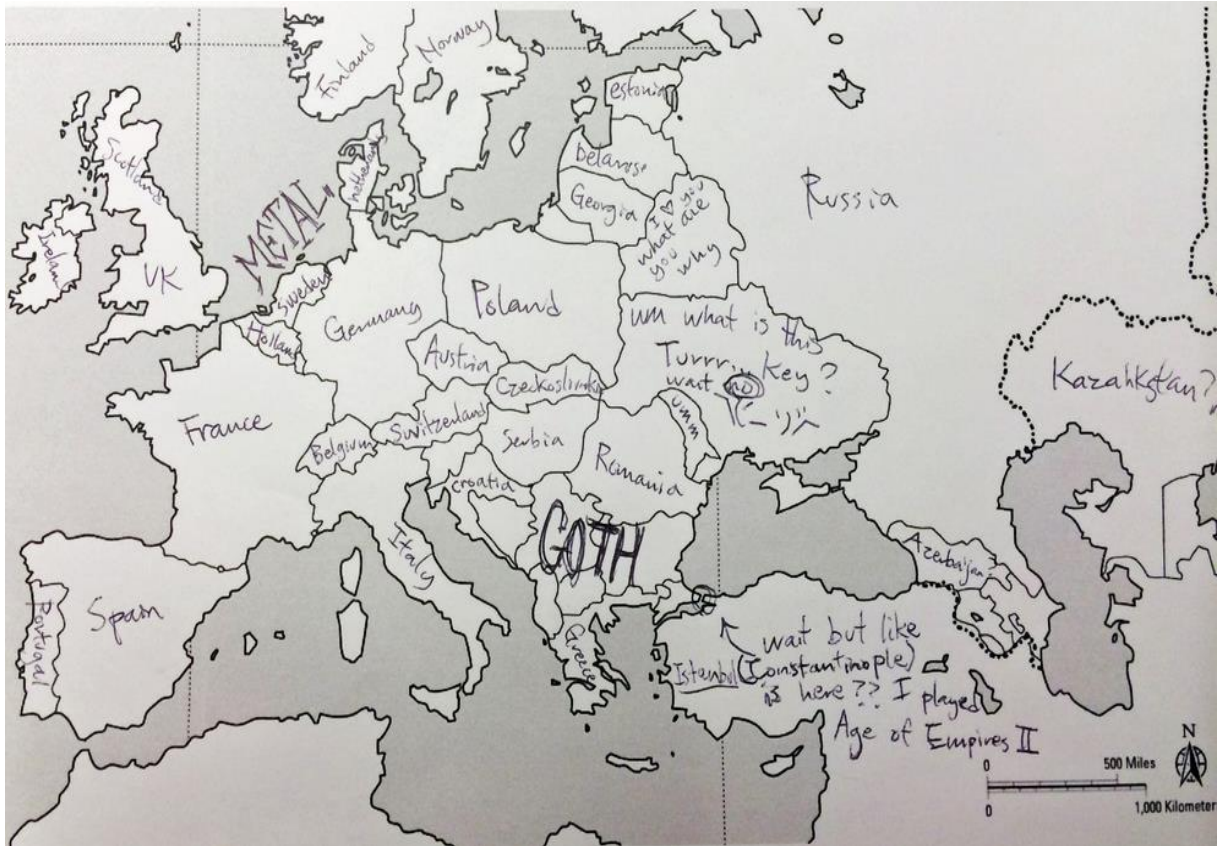 Finland
Norway
estonia
Scotland
netherlands
METAL
belarose
Georgia
I ♥ you
what are
you why
Russia
Ireland
UK
Sweden
Holland
Germany
Poland
um what is this
Turrr... key?
wait no
Austria
Czeckoslovakia
umm
Kazahkstan?
France
Belgium
Switzerland
Serbia
Romania
croatia
Italy
GOTH
Azerbaijan?
Portugal
Spain
Greece
wait but like
Istanbul (Constantinople)
is here?? I played
Age of Empires II
N
0 500 Miles
0 1,000 Kilometer